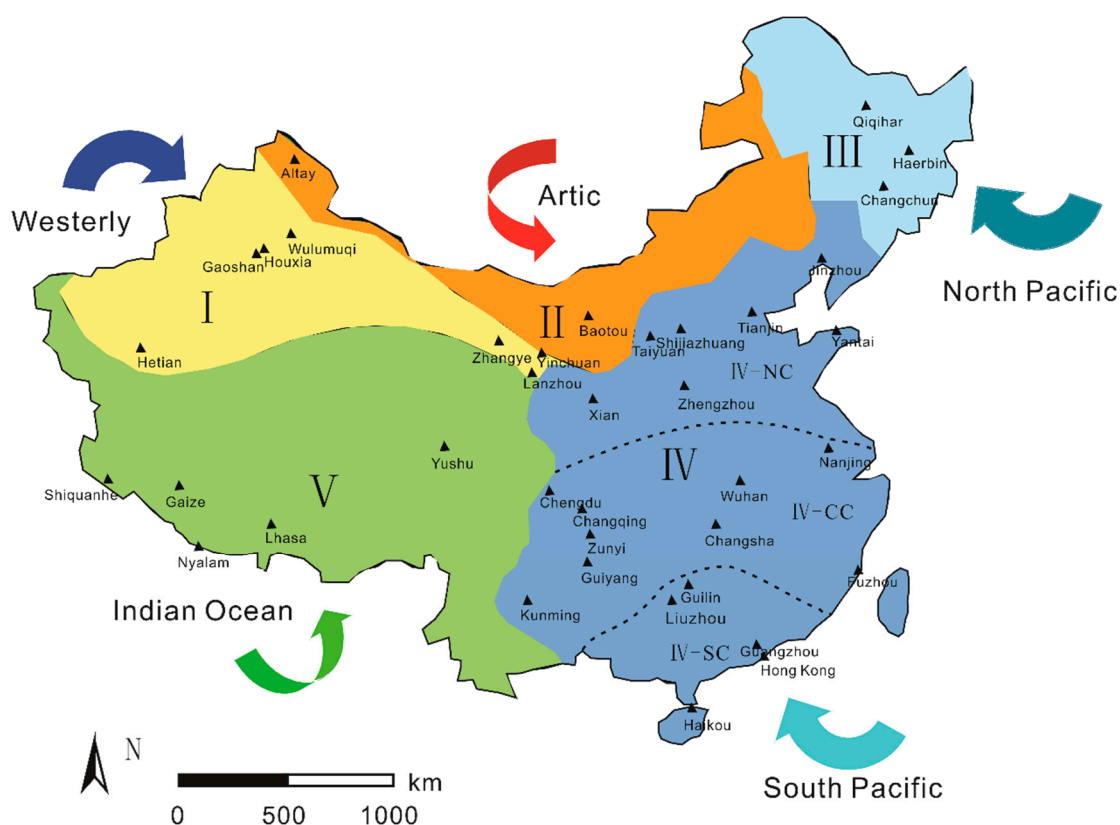 Qiqihar
III
Haerbin
Altay
Artic
Changchun
Westerly
Wulumuqi
Houxia
Gaoshan
Jinzhou
North Pacific
I
II
Baotou
Tianjin
Shijiazhuang
Yantai
Taiyuan
Hetian
Zhangye
Yinchuan
Lanzhou
IV-NC
Zhengzhou
Xian
Yushu
IV
Nanjing
Shiquanhe
Gaize
V
Chengdu
Wuhan
Changqing
IV-CC
Lhasa
Zunyi
Changsha
Nyalam
Guiyang
Fuzhou
Indian Ocean
Kunming
Guilin
Liuzhou
Guangzhou
IV-SC
Hong Kong
Haikou
N
km
South Pacific
0 500 1000